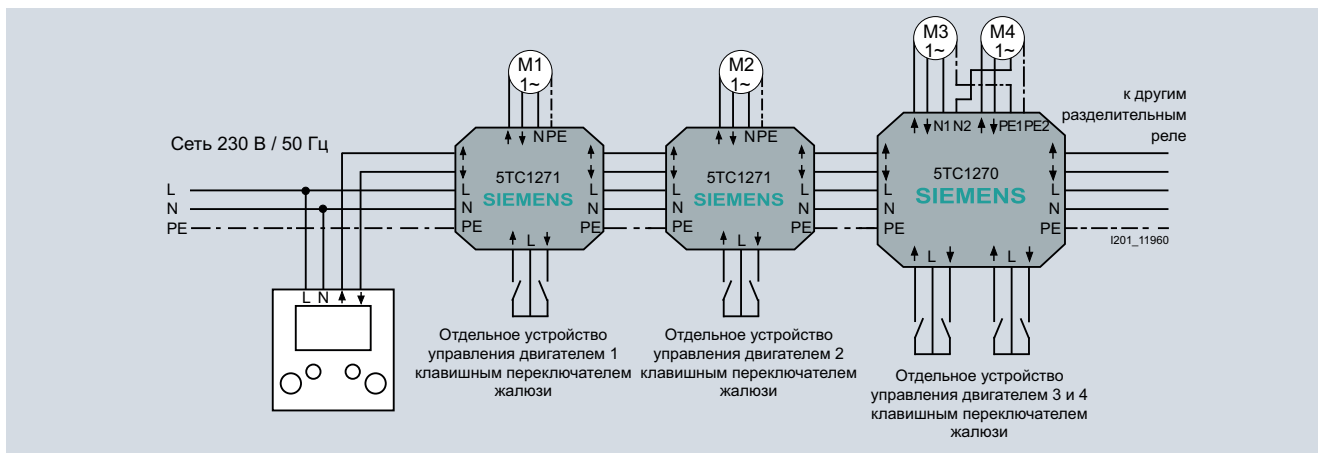 M1
1~
M2
1~
M3
1~
M4
1~
к другим
разделительным
реле
Сеть 230 В / 50 Гц
N PE
N PE
N1 N2 PE1 PE2
5TC1271
SIEMENS
5TC1271
SIEMENS
5TC1270
SIEMENS
L
N
PE
L
N
PE
L
N
PE
L
N
PE
L
N
PE
L
N
PE
L
N
PE
I201_11960
L
L
L
L
L N
Отдельное устройство
управления двигателем 1
клавишным переключателем
жалюзи
Отдельное устройство
управления двигателем 2
клавишным переключателем
жалюзи
Отдельное устройство
управления двигателем 3 и 4
клавишным переключателем
жалюзи